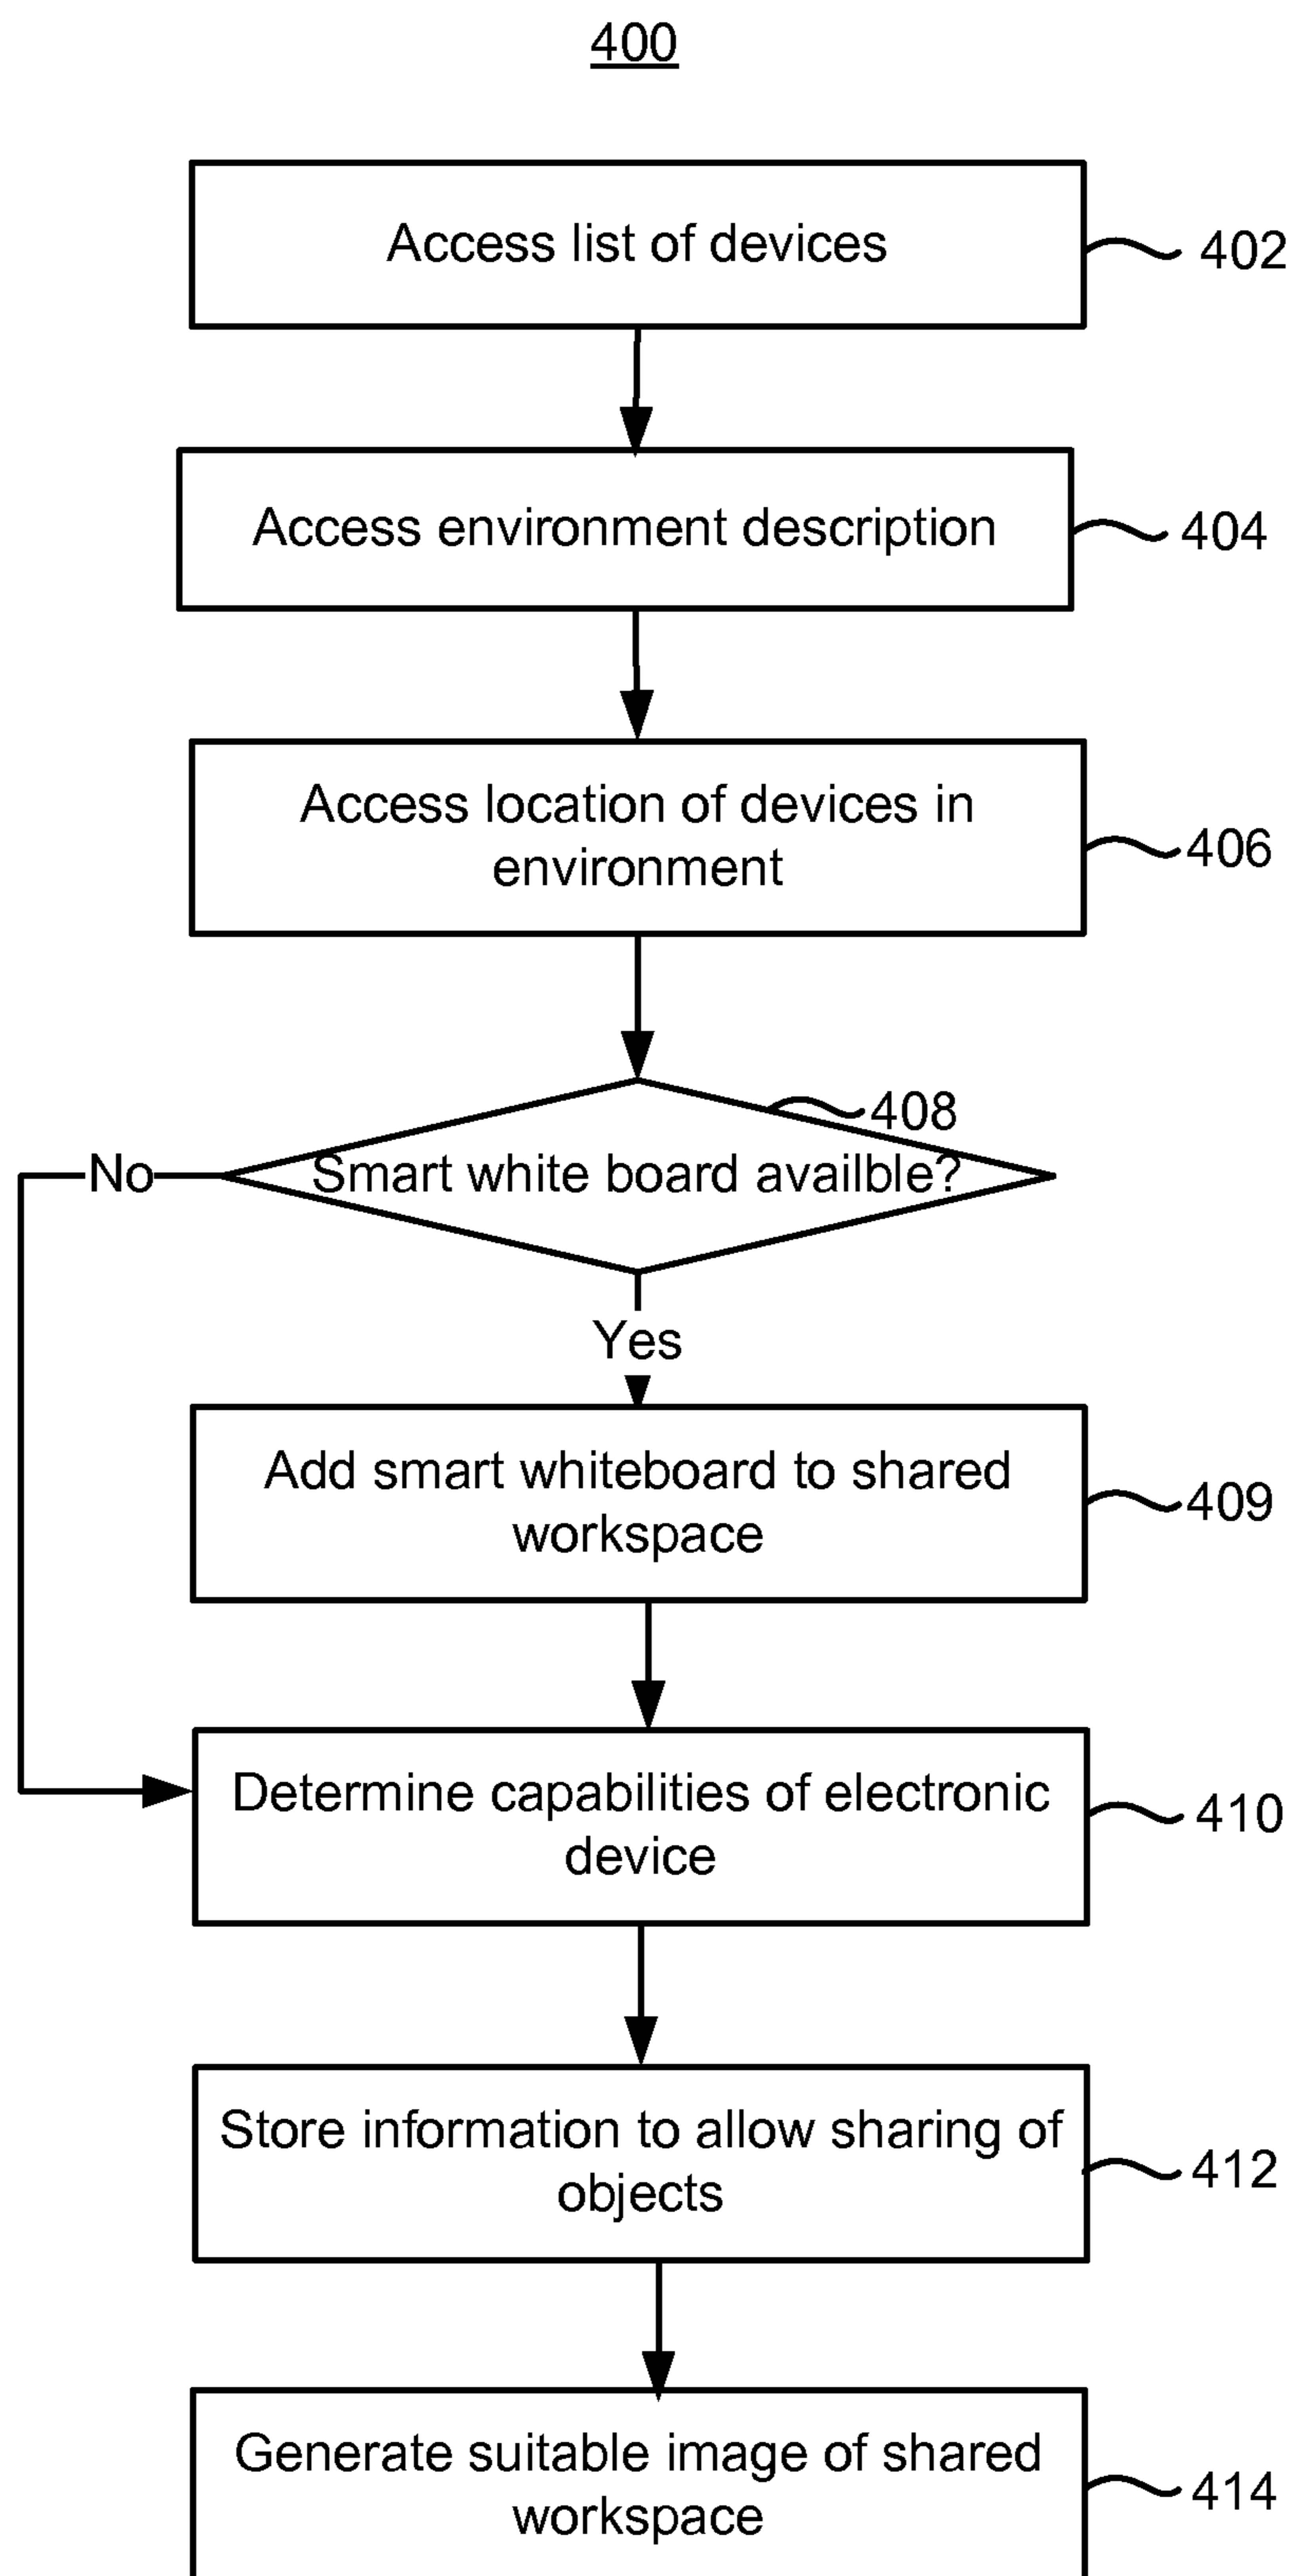 400
Access list of devices
402
Access environment description
404
Access location of devices in
environment
406
408
Smart white board availble?
No
Yes
Add smart whiteboard to shared
workspace
409
Determine capabilities of electronic
device
410
Store information to allow sharing of
objects
412
Generate suitable image of shared
workspace
414